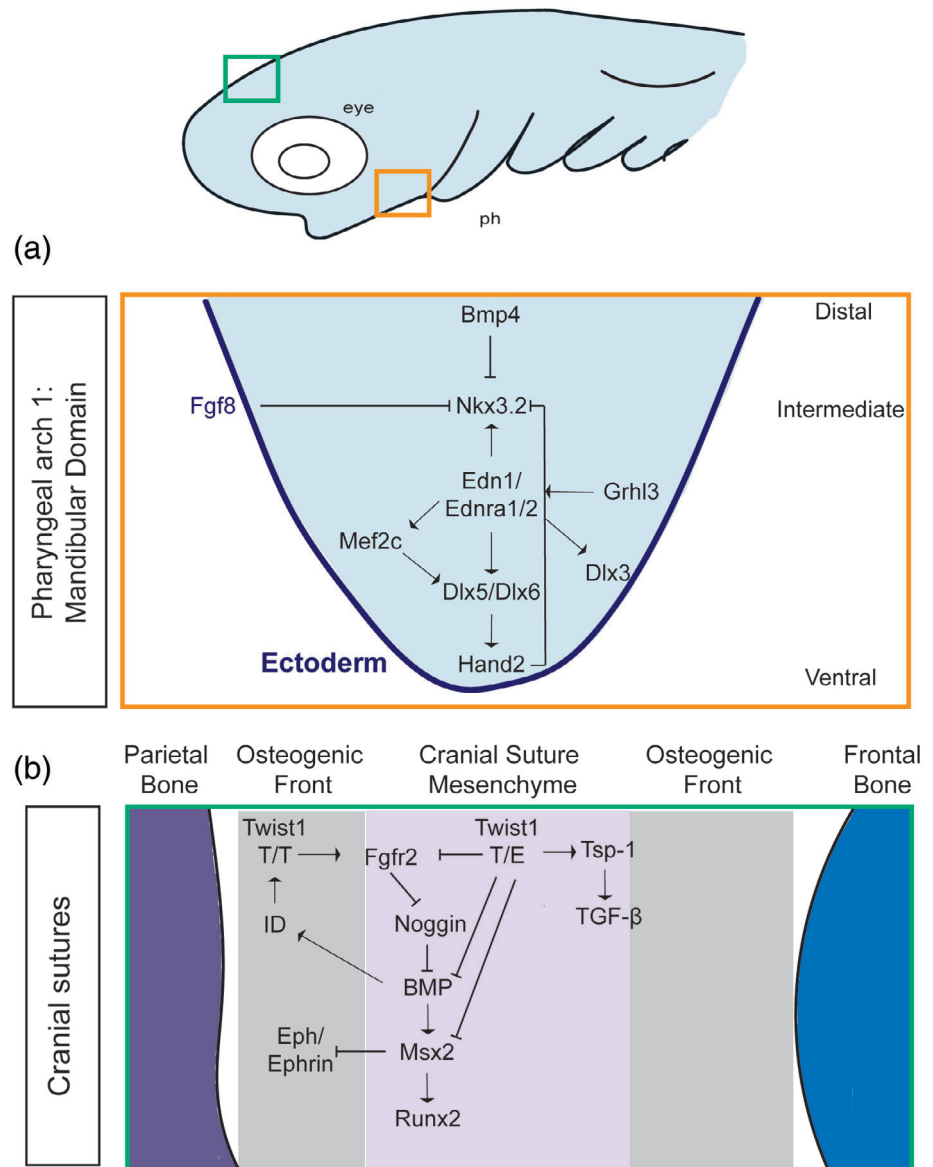 eye
ph
(a)
Pharyngeal arch 1:
Mandibular Domain
Bmp4
Distal
Fgf8
Nkx3.2
Intermediate
Edn1/
Ednra1/2
Grhl3
Mef2c
Dlx3
Dlx5/Dlx6
Ectoderm
Hand2
Ventral
(b)
Parietal
Bone
Osteogenic
Front
Cranial Suture
Mesenchyme
Osteogenic
Front
Frontal
Bone
Cranial sutures
Twist1
T/T
Fgfr2
Twist1
T/E
Tsp-1
ID
Noggin
TGF-β
BMP
Eph/
Ephrin
Msx2
Runx2